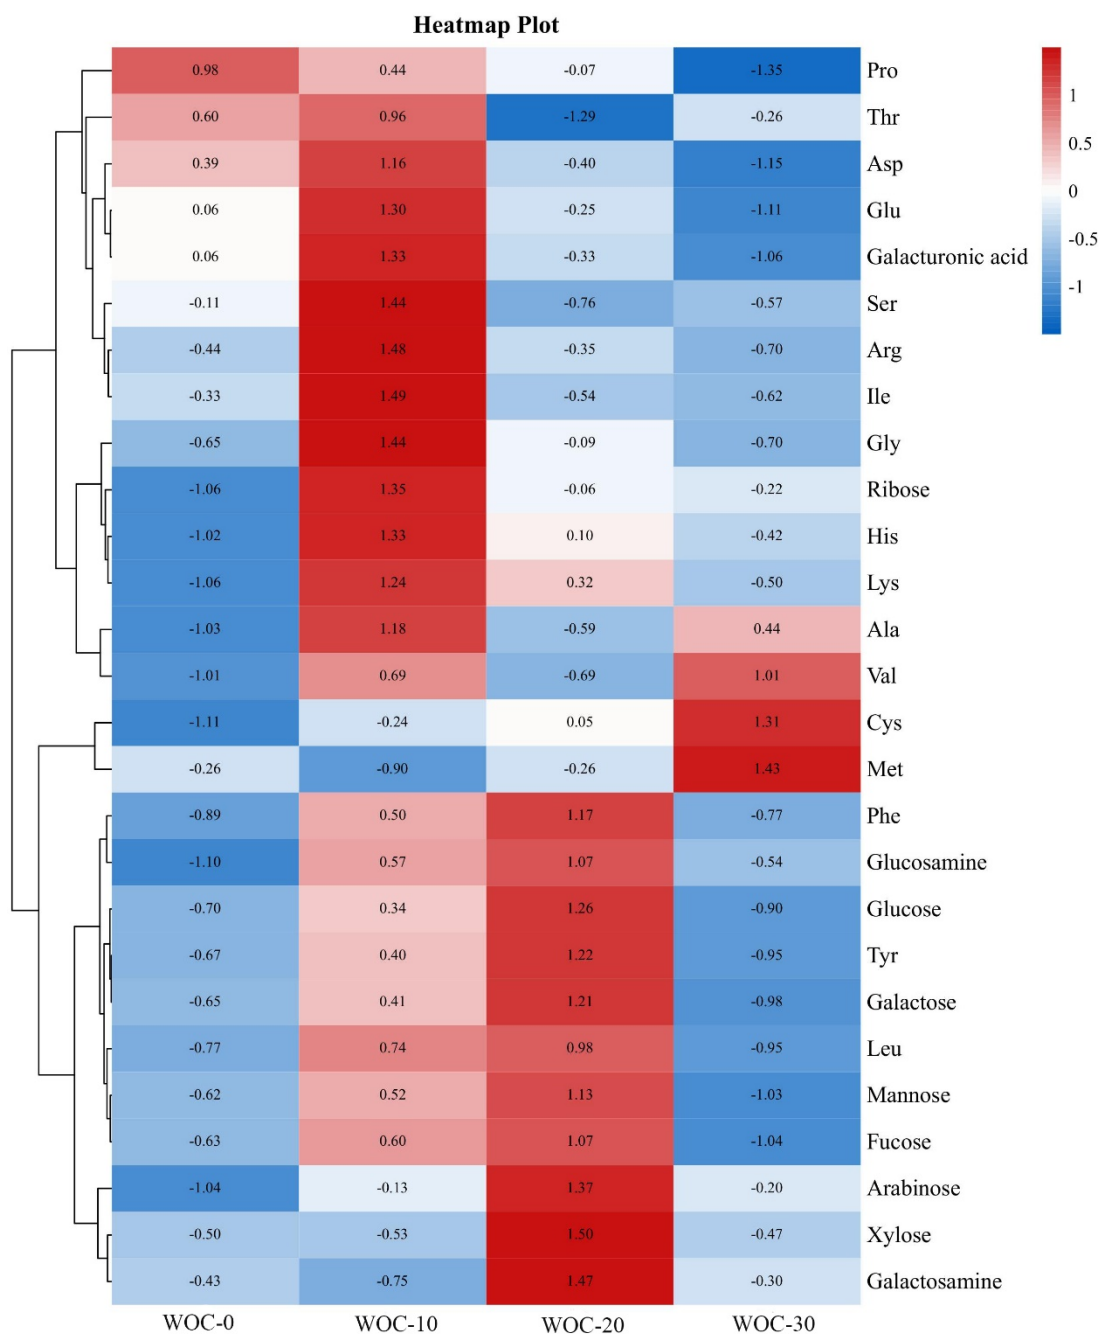 Heatmap Plot
0.98 0.44 -0.07 -1.35 Pro
0.60 0.96 -1.29 -0.26 Thr
0.39 1.16 -0.40 -1.15 Asp
0.06 1.30 -0.25 -1.11 Glu
0.06 1.33 -0.33 -1.06 Galacturonic acid
-0.11 1.44 -0.76 -0.57 Ser
-0.44 1.48 -0.35 -0.70 Arg
-0.33 1.49 -0.54 -0.62 Ile
-0.65 1.44 -0.09 -0.70 Gly
-1.06 1.35 -0.06 -0.22 Ribose
-1.02 1.33 0.10 -0.42 His
-1.06 1.24 0.32 -0.50 Lys
-1.03 1.18 -0.59 0.44 Ala
-1.01 0.69 -0.69 1.01 Val
-1.11 -0.24 0.05 1.31 Cys
-0.26 -0.90 -0.26 1.43 Met
-0.89 0.50 1.17 -0.77 Phe
-1.10 0.57 1.07 -0.54 Glucosamine
-0.70 0.34 1.26 -0.90 Glucose
-0.67 0.40 1.22 -0.95 Tyr
-0.65 0.41 1.21 -0.98 Galactose
-0.77 0.74 0.98 -0.95 Leu
-0.62 0.52 1.13 -1.03 Mannose
-0.63 0.60 1.07 -1.04 Fucose
-1.04 -0.13 1.37 -0.20 Arabinose
-0.50 -0.53 1.50 -0.47 Xylose
-0.43 -0.75 1.47 -0.30 Galactosamine
WOC-0 WOC-10 WOC-20 WOC-30
1
0.5
0
-0.5
-1